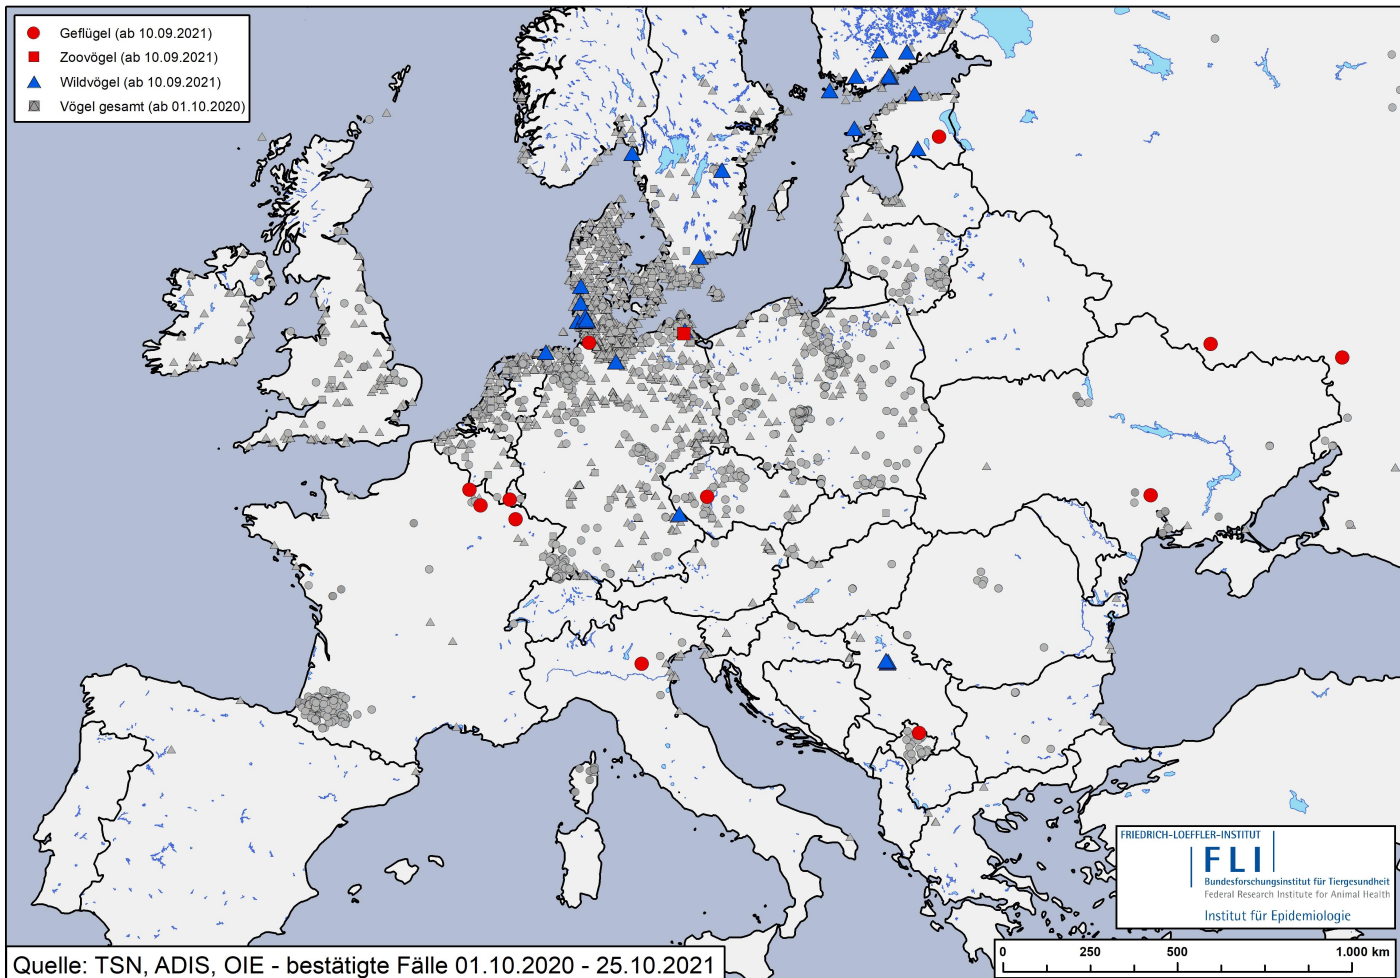 Geflügel (ab 10.09.2021)
Zoovögel (ab 10.09.2021)
Wildvögel (ab 10.09.2021)
Vögel gesamt (ab 01.10.2020)
FRIEDRICH-LOEFFLER-INSTITUT
FLI
Bundesforschungsinstitut für Tiergesundheit
Federal Research Institute for Animal Health
Institut für Epidemiologie
0 250 500 1.000 km
Quelle: TSN, ADIS, OIE - bestätigte Fälle 01.10.2020 - 25.10.2021